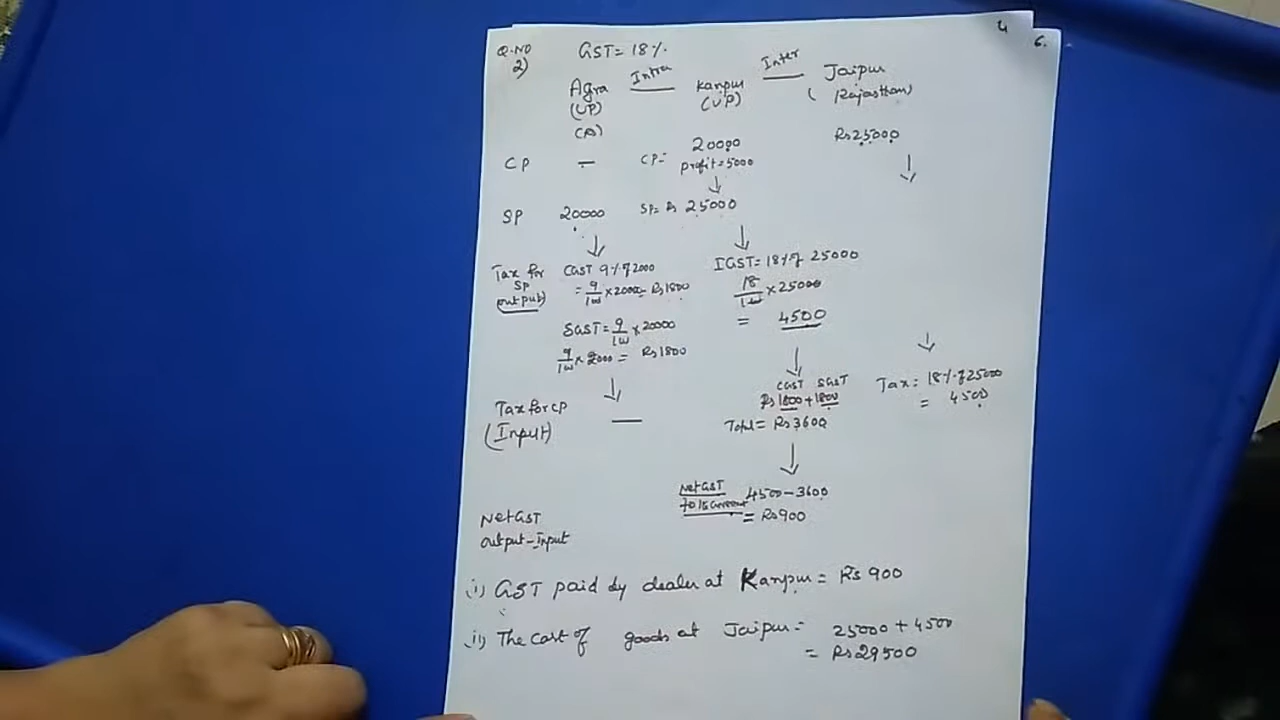 4
6.
Q.NO GST = 18%.
2)
Agra Intra Kanpur Inter Jaipur
(UP) (UP) ( Rajasthan)
(A)
CP — CP= 20000 Rs 25000
profit=5000
SP 20000 SP= Rs 25000
Tax for SP (output)
CGST 9% of 2000
= 9/100 × 20000 = Rs 1800
SGST = 9/100 × 20000
9/100 × 2000 = Rs 1800
IGST = 18% of 25000
18/100 × 25000
= 4500
Tax for CP —
(Input)
CGST SGST
Rs 1800 + 1800
Total = Rs 3600
Tax = 18% of 25000
= 4500
Net GST
output - Input
Net GST 4500 - 3600
= Rs 900
i) GST paid by dealer at Kanpur = Rs 900
ii) The cost of goods at Jaipur = 25000 + 4500
= Rs 29500